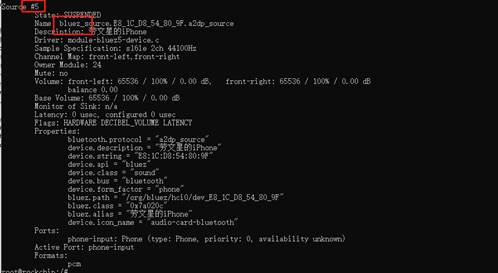 Source #5
State: SUSPENDED
Name: bluez_source.E8_1C_D8_54_80_9F.a2dp_source
Description: 劳文星的iPhone
Driver: module-bluez5-device.c
Sample Specification: s16le 2ch 44100Hz
Channel Map: front-left,front-right
Owner Module: 24
Mute: no
Volume: front-left: 65536 / 100% / 0.00 dB,   front-right: 65536 / 100% / 0.00 dB
balance 0.00
Base Volume: 65536 / 100% / 0.00 dB
Monitor of Sink: n/a
Latency: 0 usec, configured 0 usec
Flags: HARDWARE DECIBEL_VOLUME LATENCY
Properties:
bluetooth.protocol = "a2dp_source"
device.description = "劳文星的iPhone"
device.string = "E8:1C:D8:54:80:9F"
device.api = "bluez"
device.class = "sound"
device.bus = "bluetooth"
device.form_factor = "phone"
bluez.path = "/org/bluez/hci0/dev_E8_1C_D8_54_80_9F"
bluez.class = "0x7a020c"
bluez.alias = "劳文星的iPhone"
device.icon_name = "audio-card-bluetooth"
Ports:
phone-input: Phone (type: Phone, priority: 0, availability unknown)
Active Port: phone-input
Formats:
pcm
root@rockchip:/#